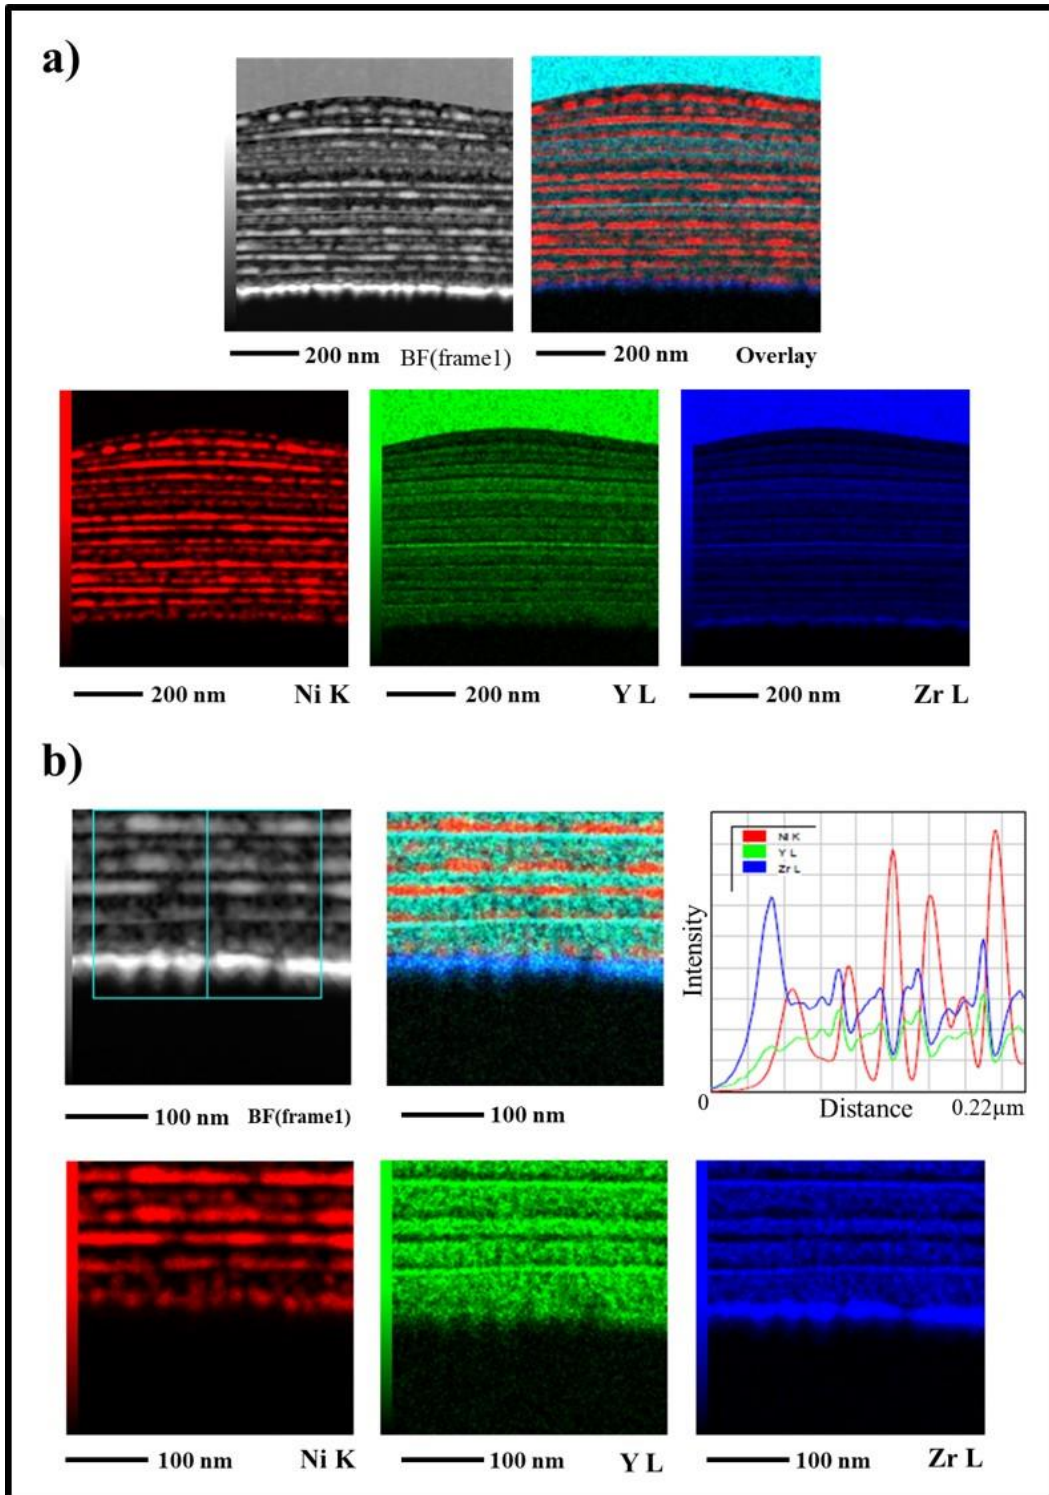 a)
200 nm BF(frame1)
200 nm Overlay
200 nm Ni K
200 nm Y L
200 nm Zr L
b)
Ni K
Y L
Zr L
Intensity
0
Distance
0.22μm
100 nm BF(frame1)
100 nm
100 nm Ni K
100 nm Y L
100 nm Zr L